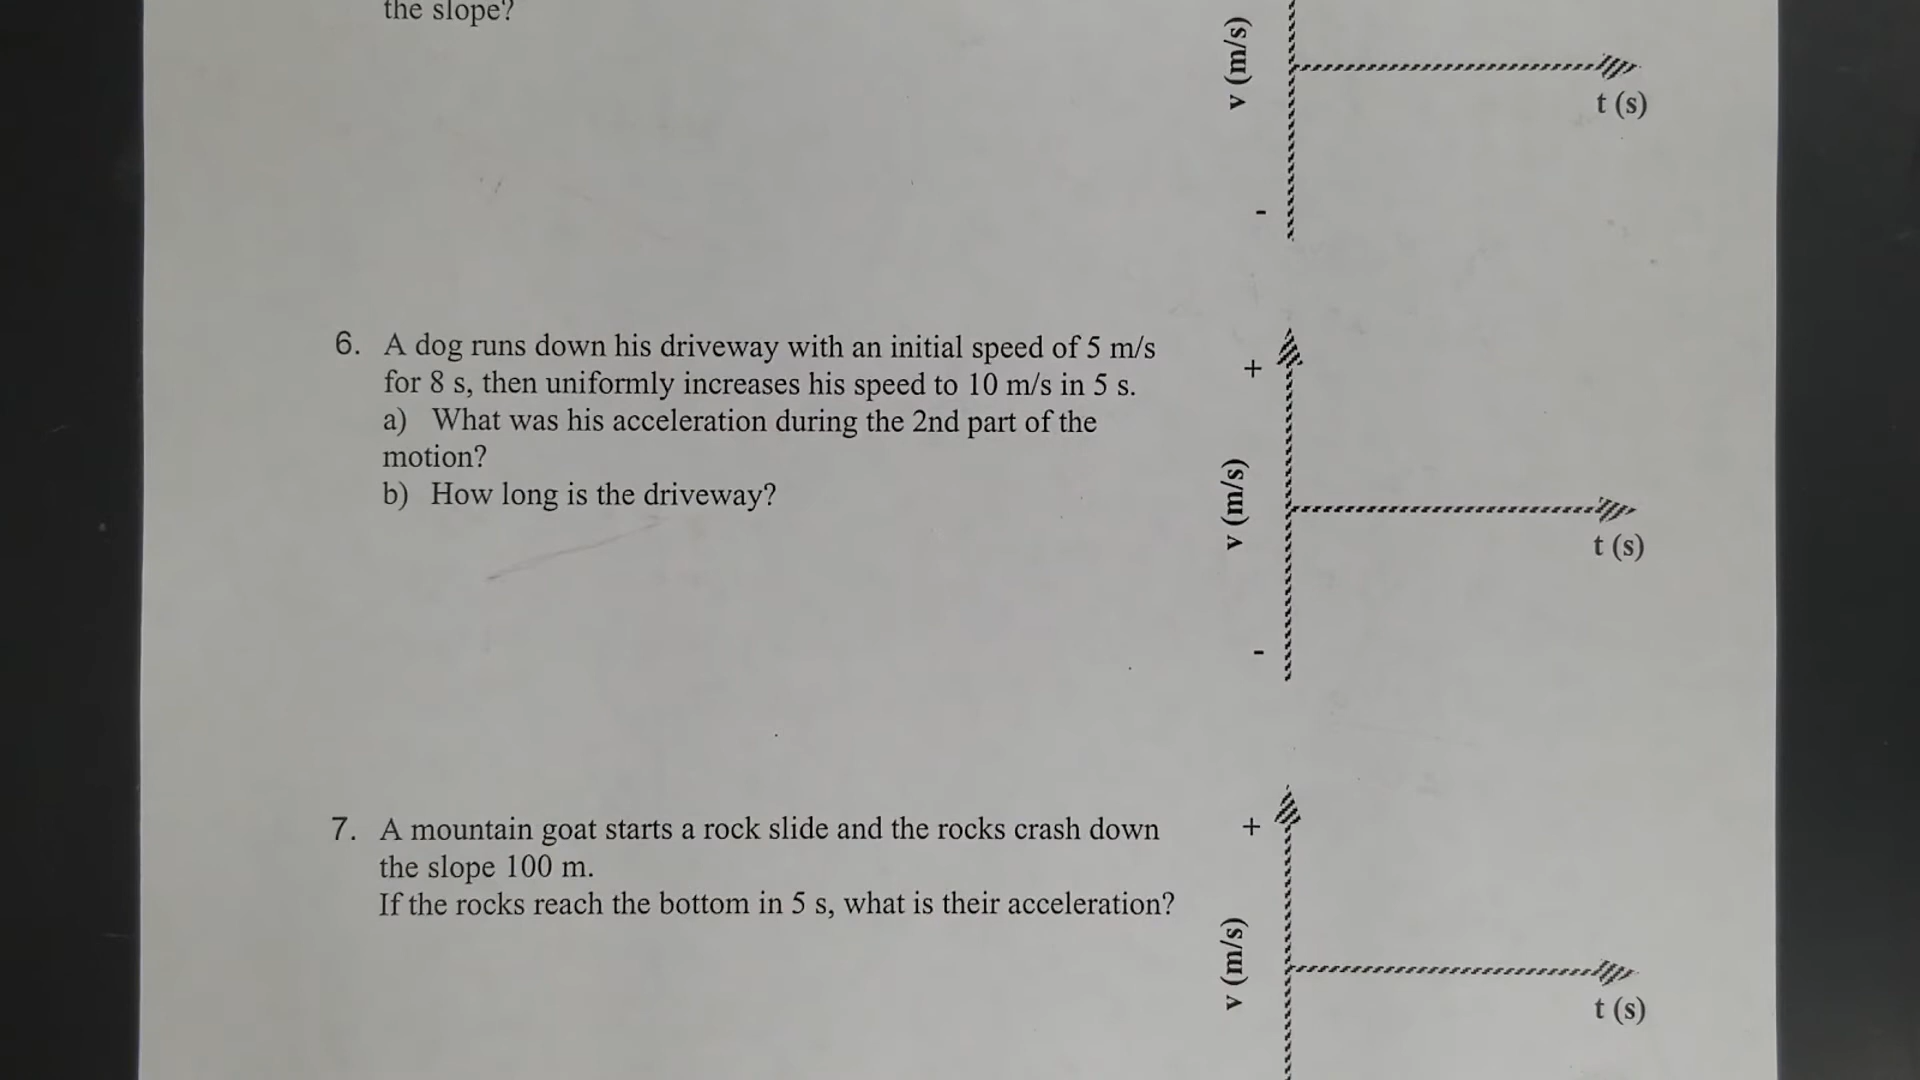 the slope?
v (m/s)
t (s)
-
6. A dog runs down his driveway with an initial speed of 5 m/s
for 8 s, then uniformly increases his speed to 10 m/s in 5 s.
a) What was his acceleration during the 2nd part of the
motion?
b) How long is the driveway?
+
v (m/s)
t (s)
-
7. A mountain goat starts a rock slide and the rocks crash down
the slope 100 m.
If the rocks reach the bottom in 5 s, what is their acceleration?
+
v (m/s)
t (s)